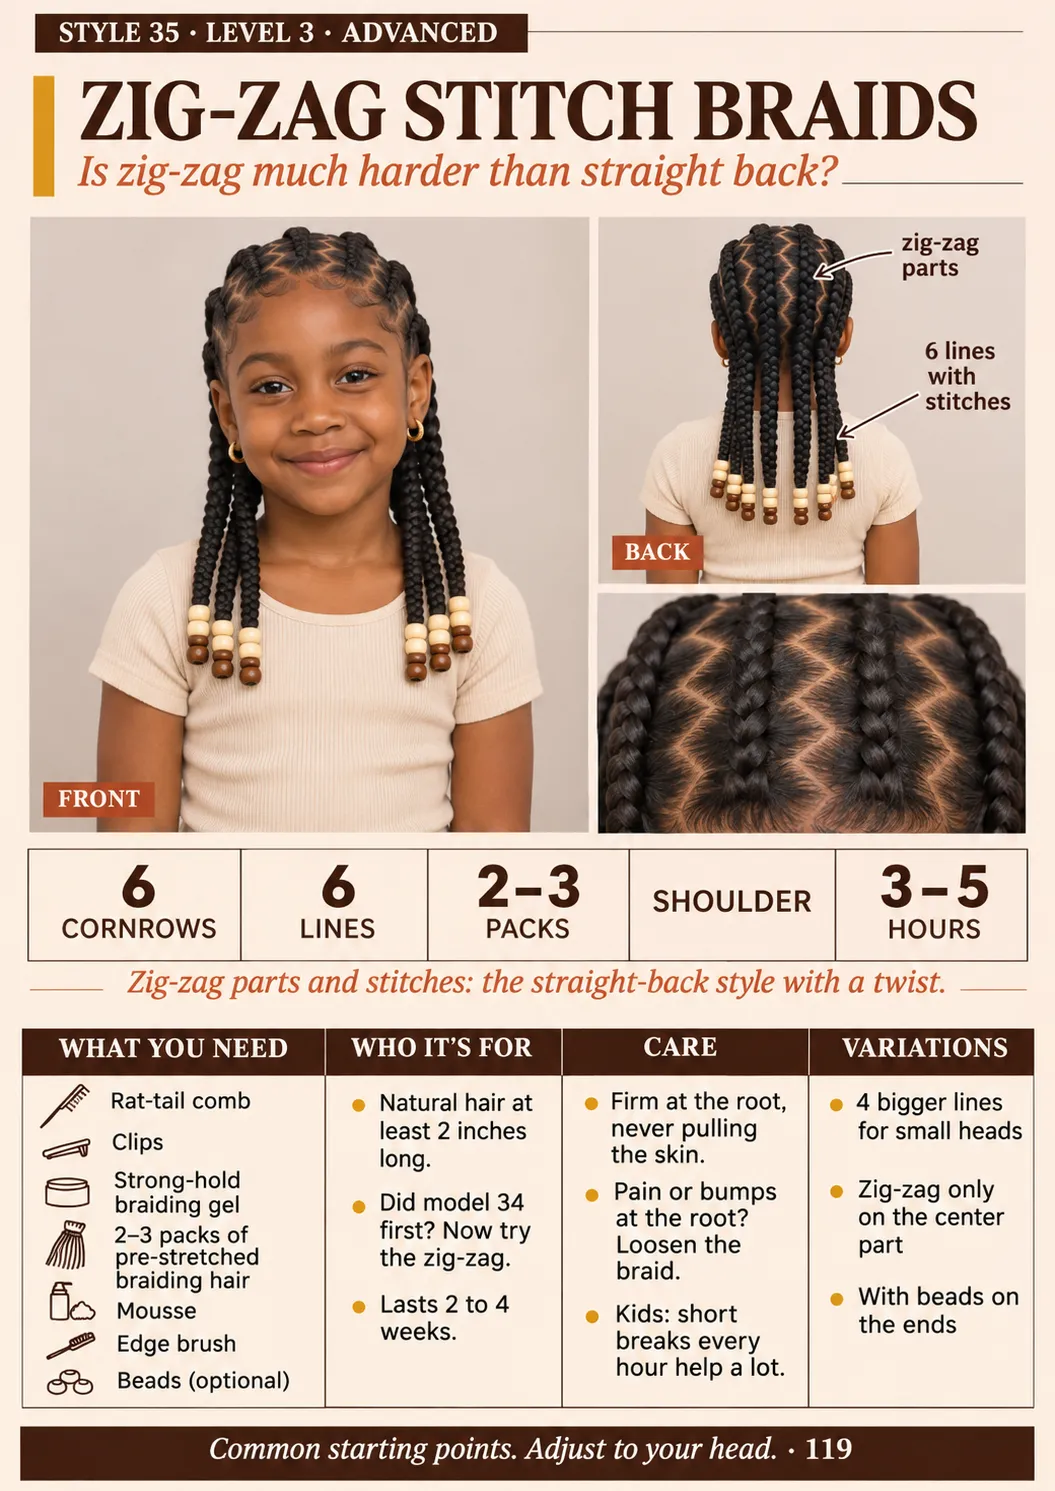 STYLE 35 · LEVEL 3 · ADVANCED
ZIG-ZAG STITCH BRAIDS
Is zig-zag much harder than straight back?
zig-zag
parts
6 lines
with
stitches
BACK
FRONT
6
CORNROWS
6
LINES
2–3
PACKS
SHOULDER
3–5
HOURS
Zig-zag parts and stitches: the straight-back style with a twist.
WHAT YOU NEED
Rat-tail comb
Clips
Strong-hold
braiding gel
2–3 packs of
pre-stretched
braiding hair
Mousse
Edge brush
Beads (optional)
WHO IT'S FOR
Natural hair at
least 2 inches
long.
Did model 34
first? Now try
the zig-zag.
Lasts 2 to 4
weeks.
CARE
Firm at the root,
never pulling
the skin.
Pain or bumps
at the root?
Loosen the
braid.
Kids: short
breaks every
hour help a lot.
VARIATIONS
4 bigger lines
for small heads
Zig-zag only
on the center
part
With beads on
the ends
Common starting points. Adjust to your head. · 119